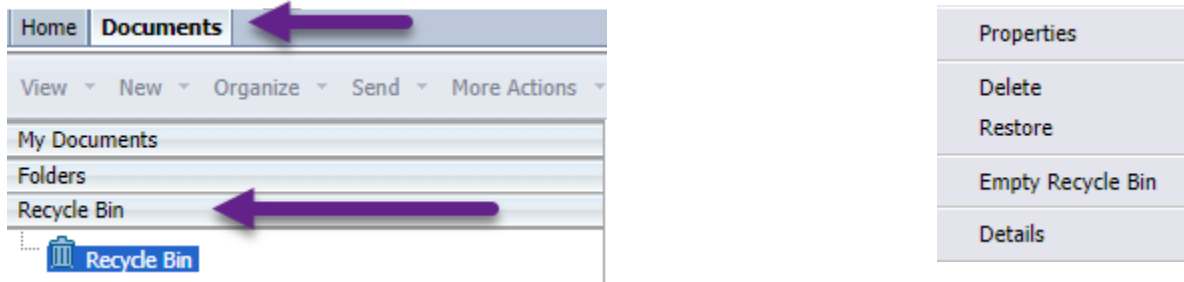 Home Documents
View New Organize Send More Actions
My Documents
Folders
Recycle Bin
Recycle Bin
Properties
Delete
Restore
Empty Recycle Bin
Details